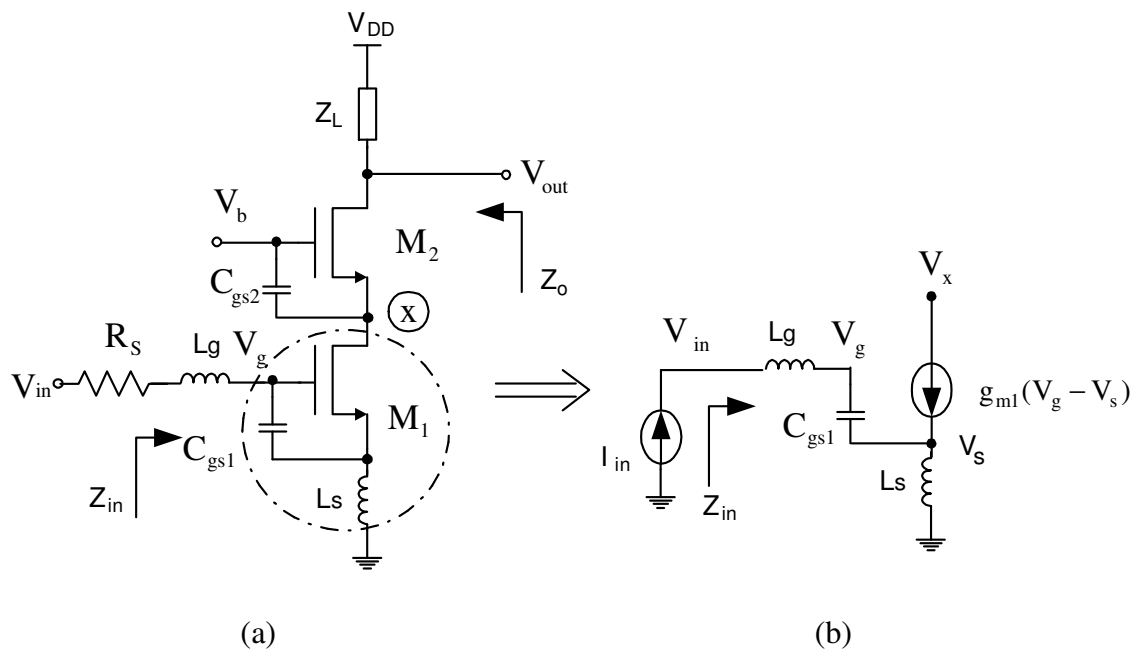 V_DD
Z_L
V_out
V_b
M_2
Z_o
C_gs2
x
R_S
Lg
V_g
V_in
M_1
C_gs1
Z_in
Ls
(a)
V_x
V_in
Lg
V_g
g_m1(V_g – V_s)
C_gs1
I_in
V_s
Z_in
Ls
(b)